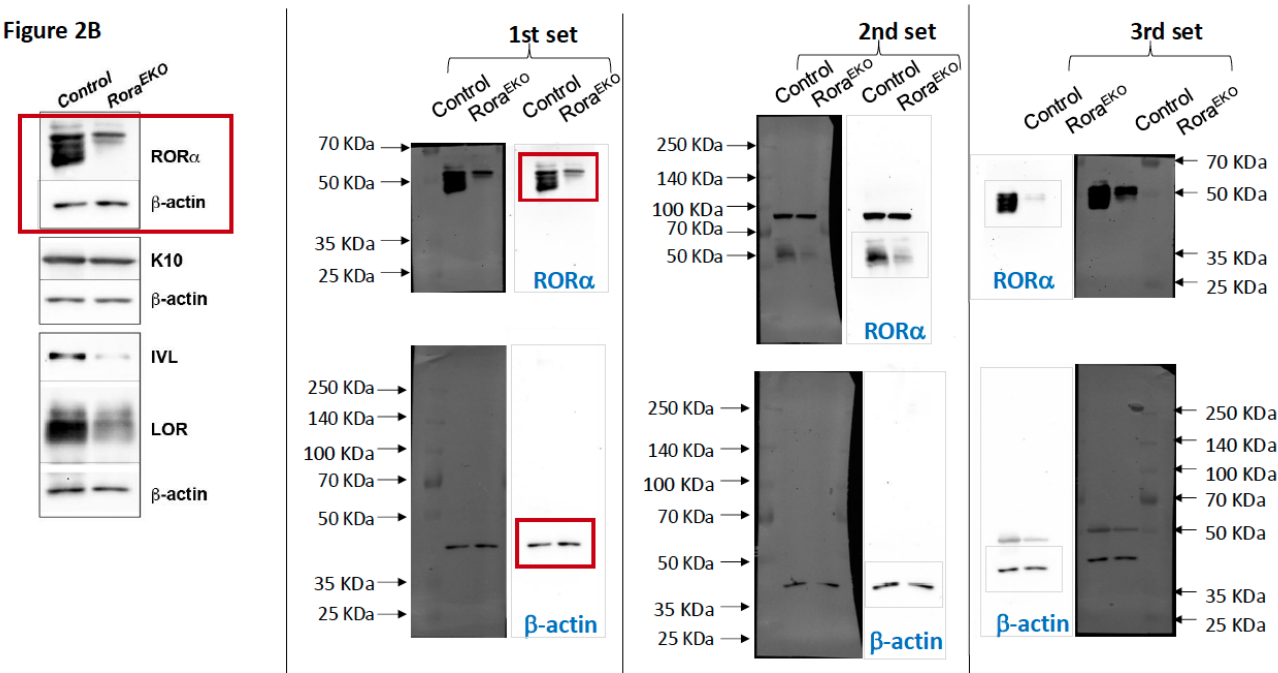 Figure 2B
Control RoraEKO
RORα
β-actin
K10
β-actin
IVL
LOR
β-actin
1st set
Control RoraEKO Control RoraEKO
70 KDa
50 KDa
35 KDa
25 KDa
RORα
250 KDa
140 KDa
100 KDa
70 KDa
50 KDa
35 KDa
25 KDa
β-actin
2nd set
Control RoraEKO Control RoraEKO
250 KDa
140 KDa
100 KDa
70 KDa
50 KDa
RORα
250 KDa
140 KDa
100 KDa
70 KDa
50 KDa
35 KDa
25 KDa
β-actin
3rd set
Control RoraEKO Control RoraEKO
70 KDa
50 KDa
35 KDa
25 KDa
RORα
250 KDa
140 KDa
100 KDa
70 KDa
50 KDa
35 KDa
25 KDa
β-actin